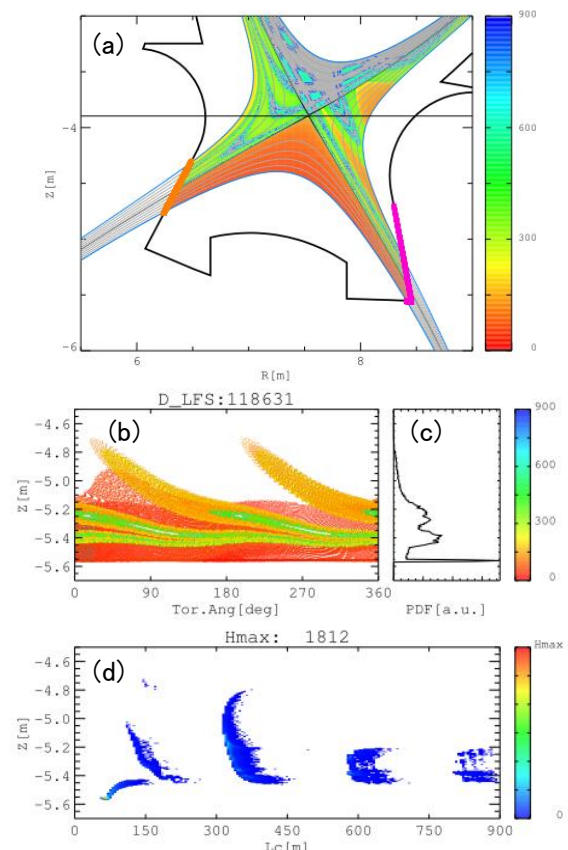 (a)
900
-4
600
Z[m]
300
-6
0
6
8
R[m]
D_LFS:118631
-4.6
(b)
(c)
900
-4.8
-5.0
600
Z[m]
-5.2
300
-5.4
-5.6
0
0
90
180
270
360
Tor.Ang[deg]
PDF[a.u.]
Hmax: 1812
-4.6
(d)
Hmax
-4.8
-5.0
Z[m]
-5.2
-5.4
-5.6
0
0
150
300
450
600
750
900
Lc[m]